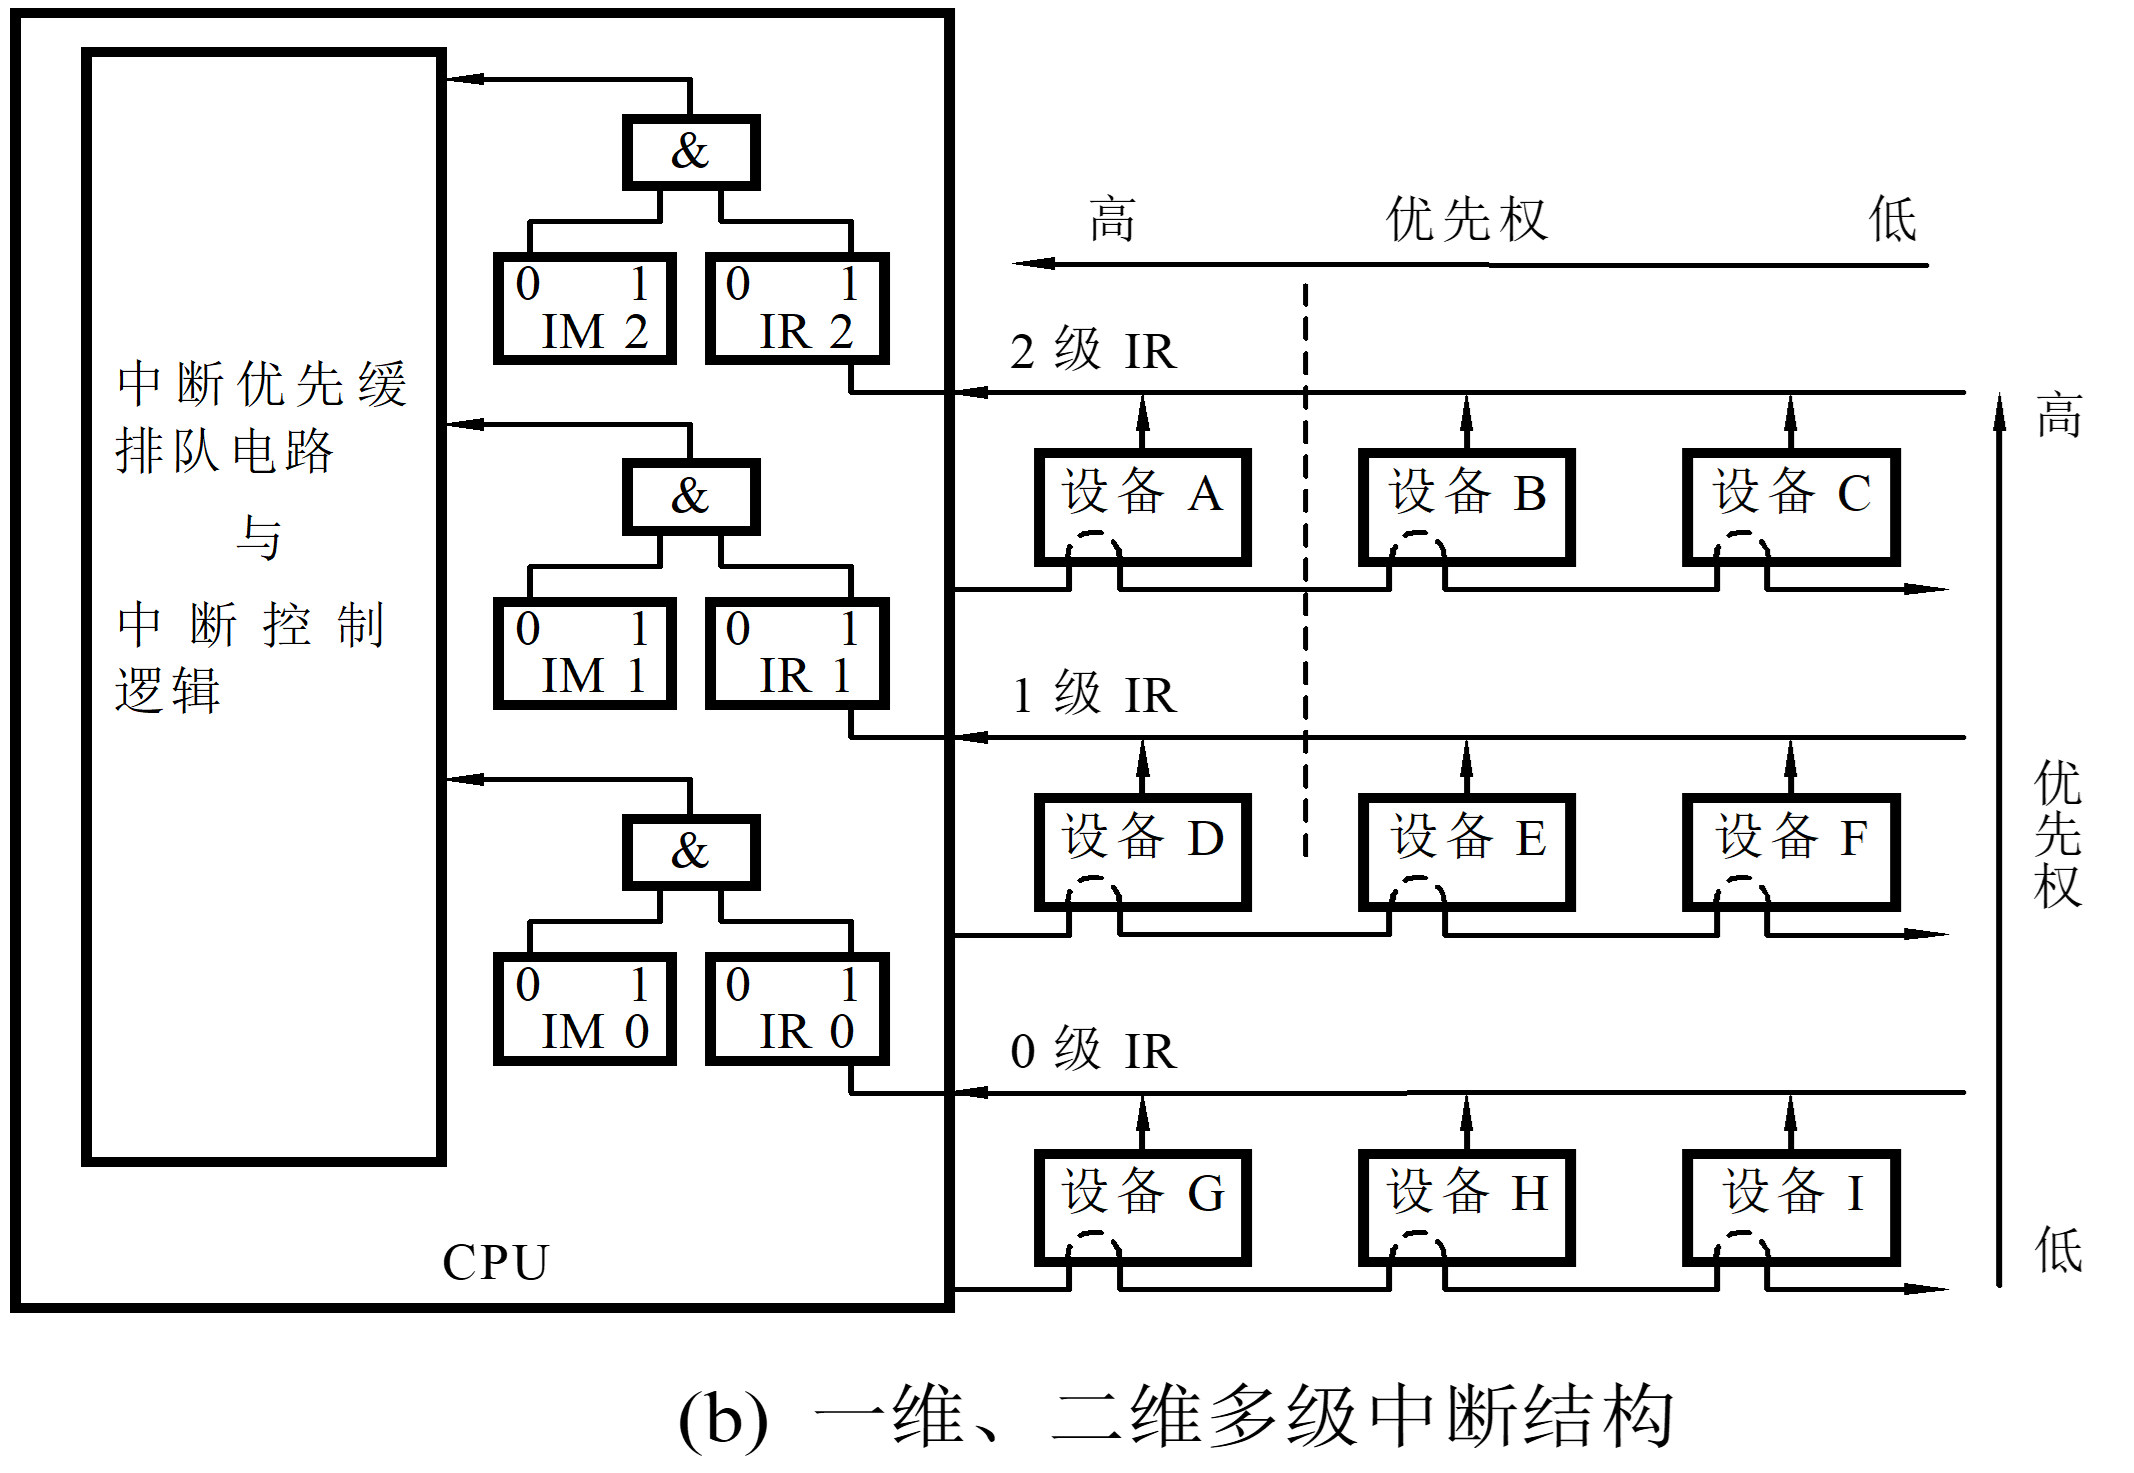 &
0 1
IM 2
0 1
IR 2
高 优先权 低
2 级 IR
中断优先缓
排队电路
与
中断控制
逻辑
&
0 1
IM 1
0 1
IR 1
设备 A
设备 B
设备 C
高
1 级 IR
设备 D
设备 E
设备 F
优先权
&
0 1
IM 0
0 1
IR 0
0 级 IR
设备 G
设备 H
设备 I
低
CPU
(b) 一维、二维多级中断结构